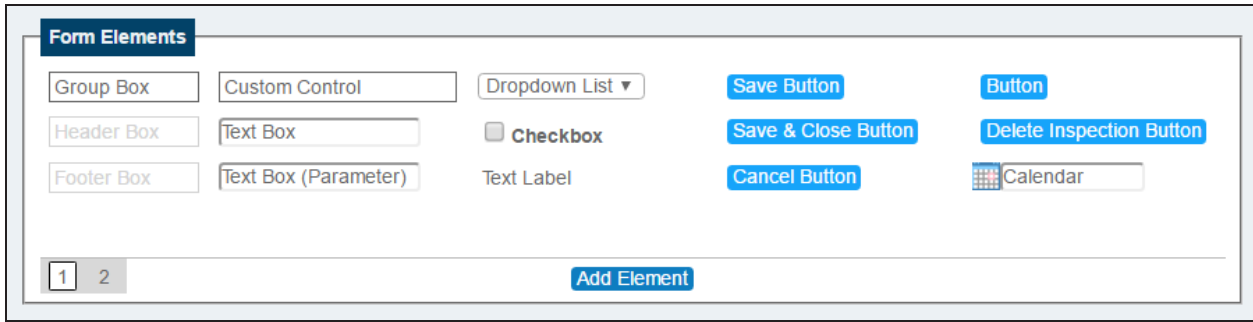 Form Elements
Group Box Custom Control Dropdown List ▼ Save Button Button
Header Box Text Box Checkbox Save & Close Button Delete Inspection Button
Footer Box Text Box (Parameter) Text Label Cancel Button Calendar
1 2 Add Element